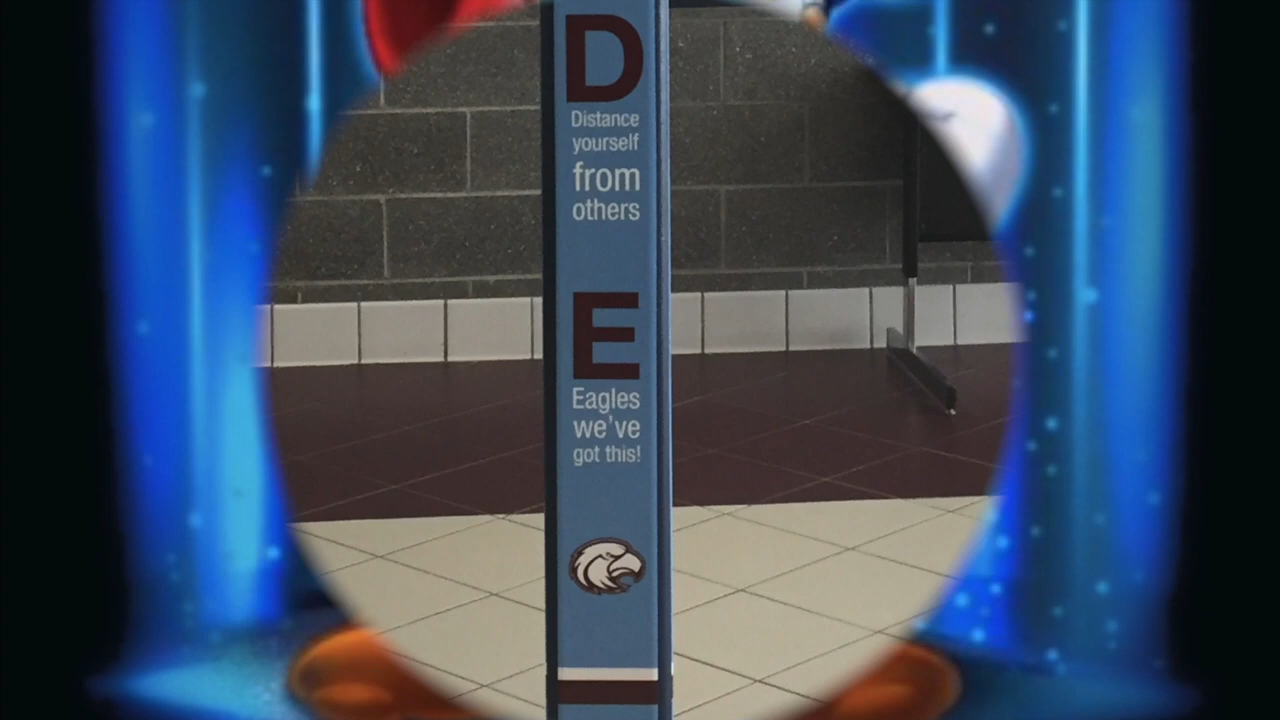 D
Distance
yourself
from
others
E
Eagles
we've
got this!